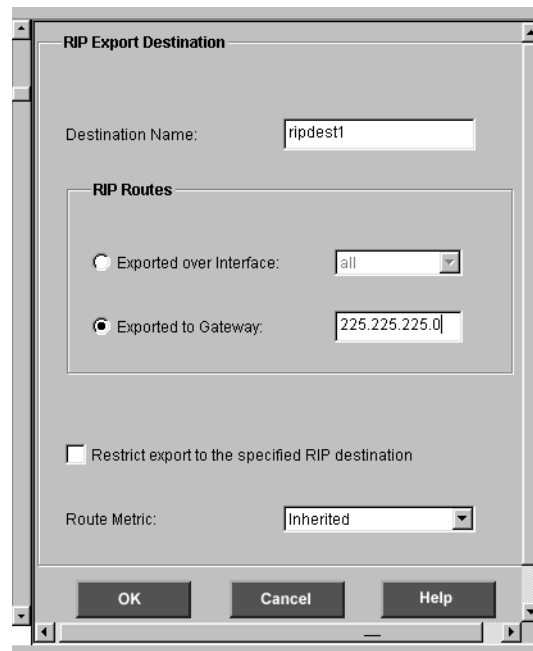 RIP Export Destination
Destination Name: ripdest1
RIP Routes
Exported over Interface: all
Exported to Gateway: 225.225.225.0
Restrict export to the specified RIP destination
Route Metric: Inherited
OK Cancel Help